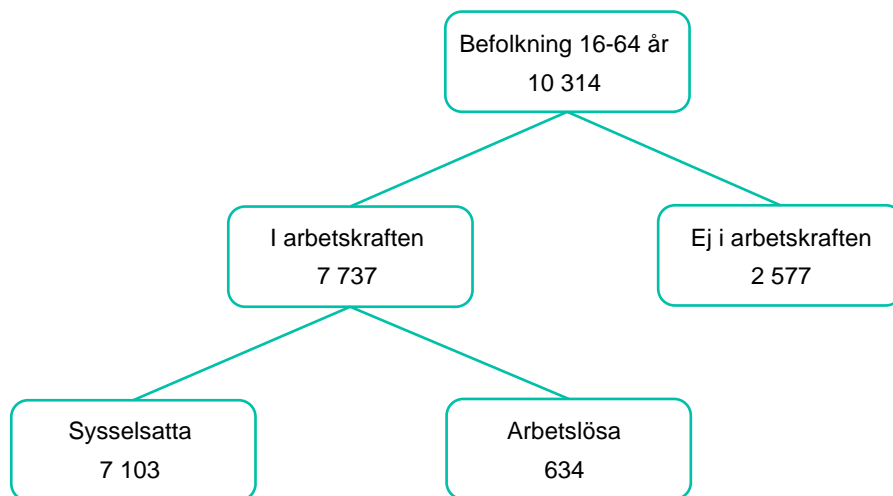 Befolkning 16-64 år
10 314
I arbetskraften
7 737
Ej i arbetskraften
2 577
Sysselsatta
7 103
Arbetslösa
634